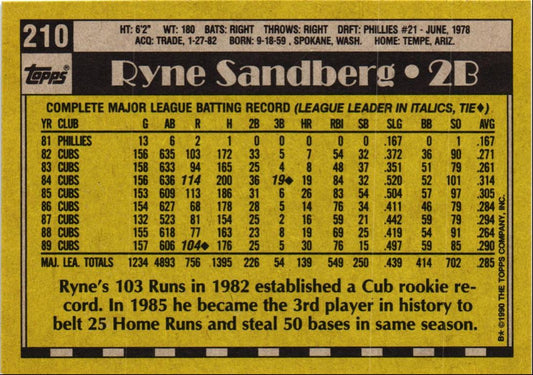 210
HT: 6'2" WT: 180 BATS: RIGHT THROWS: RIGHT DRFT: PHILLIES #21 - JUNE, 1978
ACQ: TRADE, 1-27-82 BORN: 9-18-59, SPOKANE, WASH. HOME: TEMPE, ARIZ.
Topps
Ryne Sandberg • 2B
COMPLETE MAJOR LEAGUE BATTING RECORD (LEAGUE LEADER IN ITALICS, TIE♦)
YR CLUB G AB R H 2B 3B HR RBI SB SLG BB SO AVG
81 PHILLIES 13 6 2 1 0 0 0 0 0 .167 0 1 .167
82 CUBS 156 635 103 172 33 5 7 54 32 .372 36 90 .271
83 CUBS 158 633 94 165 25 4 8 48 37 .351 51 79 .261
84 CUBS 156 636 114 200 36 19♦ 19 84 32 .520 52 101 .314
85 CUBS 153 609 113 186 31 6 26 83 54 .504 57 97 .305
86 CUBS 154 627 68 178 28 5 14 76 34 .411 46 79 .284
87 CUBS 132 523 81 154 25 2 16 59 21 .442 59 79 .294
88 CUBS 155 618 77 163 23 8 19 69 25 .419 54 91 .264
89 CUBS 157 606 104♦ 176 25 5 30 76 15 .497 59 85 .290
MAJ. LEA. TOTALS 1234 4893 756 1395 226 54 139 549 250 .439 414 702 .285
Ryne's 103 Runs in 1982 established a Cub rookie re-
cord. In 1985 he became the 3rd player in history to
belt 25 Home Runs and steal 50 bases in same season.
B* ©1990 THE TOPPS COMPANY, INC.